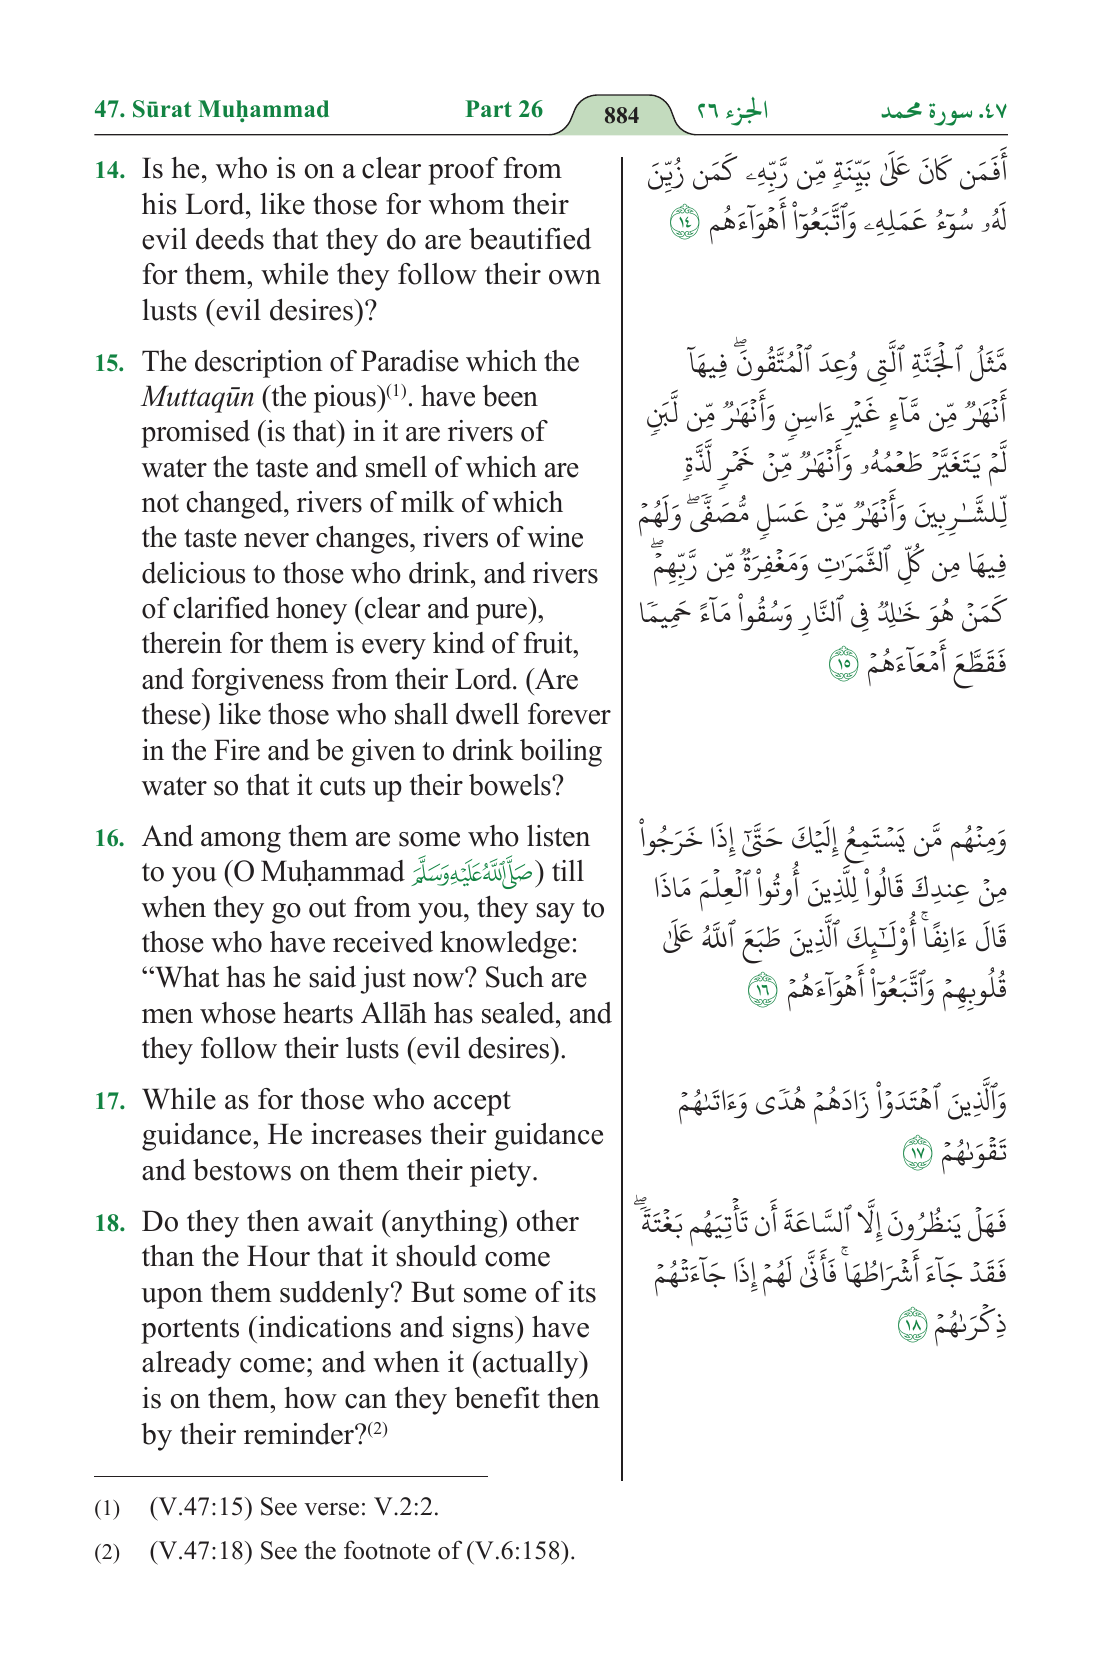 47. Sūrat Muḥammad
Part 26
884
الجزء ٢٦
٤٧. سورة محمد
14. Is he, who is on a clear proof from
his Lord, like those for whom their
evil deeds that they do are beautified
for them, while they follow their own
lusts (evil desires)?
أَفَمَن كَانَ عَلَىٰ بَيِّنَةٖ مِّن رَّبِّهِۦ كَمَن زُيِّنَ
لَهُۥ سُوٓءُ عَمَلِهِۦ وَٱتَّبَعُوٓاْ أَهۡوَآءَهُم ١٤
15. The description of Paradise which the
Muttaqūn (the pious)(1). have been
promised (is that) in it are rivers of
water the taste and smell of which are
not changed, rivers of milk of which
the taste never changes, rivers of wine
delicious to those who drink, and rivers
of clarified honey (clear and pure),
therein for them is every kind of fruit,
and forgiveness from their Lord. (Are
these) like those who shall dwell forever
in the Fire and be given to drink boiling
water so that it cuts up their bowels?
مَّثَلُ ٱلۡجَنَّةِ ٱلَّتِي وُعِدَ ٱلۡمُتَّقُونَۖ فِيهَآ
أَنۡهَٰرٞ مِّن مَّآءٍ غَيۡرِ ءَاسِنٖ وَأَنۡهَٰرٞ مِّن لَّبَنٖ
لَّمۡ يَتَغَيَّرۡ طَعۡمُهُۥ وَأَنۡهَٰرٞ مِّنۡ خَمۡرٖ لَّذَّةٖ
لِّلشَّٰرِبِينَ وَأَنۡهَٰرٞ مِّنۡ عَسَلٖ مُّصَفّٗىۖ وَلَهُمۡ
فِيهَا مِن كُلِّ ٱلثَّمَرَٰتِ وَمَغۡفِرَةٞ مِّن رَّبِّهِمۡۖ
كَمَنۡ هُوَ خَٰلِدٞ فِي ٱلنَّارِ وَسُقُواْ مَآءً حَمِيمٗا
فَقَطَّعَ أَمۡعَآءَهُمۡ ١٥
16. And among them are some who listen
to you (O Muḥammad صَلَّى ٱللَّهُ عَلَيْهِ وَسَلَّمَ) till
when they go out from you, they say to
those who have received knowledge:
“What has he said just now? Such are
men whose hearts Allāh has sealed, and
they follow their lusts (evil desires).
وَمِنۡهُم مَّن يَسۡتَمِعُ إِلَيۡكَ حَتَّىٰٓ إِذَا خَرَجُواْ
مِنۡ عِندِكَ قَالُواْ لِلَّذِينَ أُوتُواْ ٱلۡعِلۡمَ مَاذَا
قَالَ ءَانِفًاۚ أُوْلَٰٓئِكَ ٱلَّذِينَ طَبَعَ ٱللَّهُ عَلَىٰ
قُلُوبِهِمۡ وَٱتَّبَعُوٓاْ أَهۡوَآءَهُمۡ ١٦
17. While as for those who accept
guidance, He increases their guidance
and bestows on them their piety.
وَٱلَّذِينَ ٱهۡتَدَوۡاْ زَادَهُمۡ هُدٗى وَءَاتَىٰهُمۡ
تَقۡوَىٰهُمۡ ١٧
18. Do they then await (anything) other
than the Hour that it should come
upon them suddenly? But some of its
portents (indications and signs) have
already come; and when it (actually)
is on them, how can they benefit then
by their reminder?(2)
فَهَلۡ يَنظُرُونَ إِلَّا ٱلسَّاعَةَ أَن تَأۡتِيَهُم بَغۡتَةٗۖ
فَقَدۡ جَآءَ أَشۡرَاطُهَاۚ فَأَنَّىٰ لَهُمۡ إِذَا جَآءَتۡهُمۡ
ذِكۡرَىٰهُمۡ ١٨
(1) (V.47:15) See verse: V.2:2.
(2) (V.47:18) See the footnote of (V.6:158).